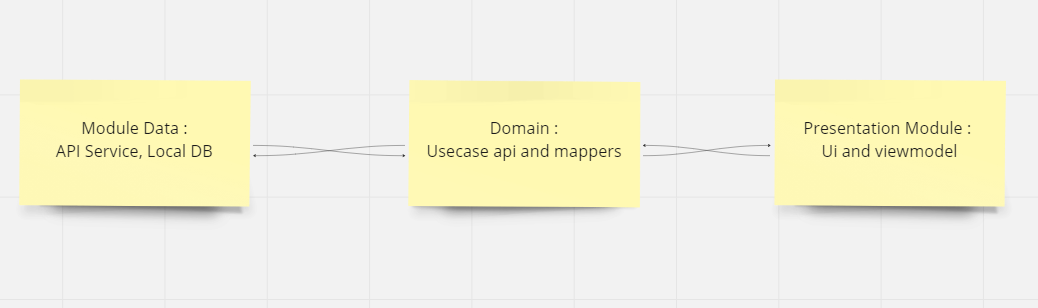 Module Data :
API Service, Local DB
Domain :
Usecase api and mappers
Presentation Module :
Ui and viewmodel